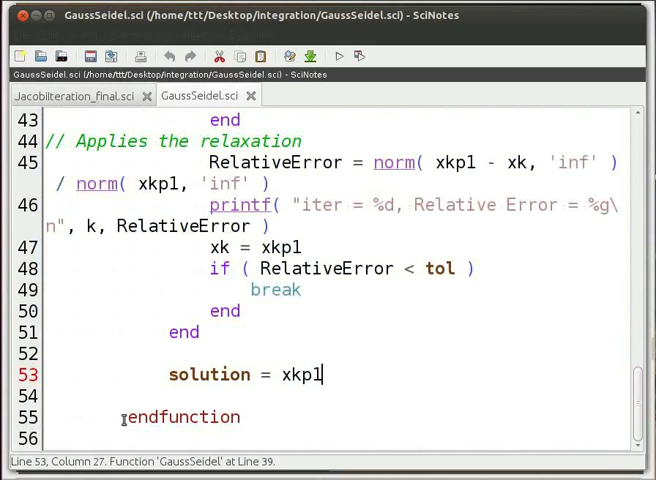 GaussSeidel.sci (/home/ttt/Desktop/integration/GaussSeidel.sci) - SciNotes
GaussSeidel.sci (/home/ttt/Desktop/integration/GaussSeidel.sci) - SciNotes
JacobiIteration_final.sci GaussSeidel.sci
43 end
44 // Applies the relaxation
45 RelativeError = norm( xkp1 - xk, 'inf' )
/ norm( xkp1, 'inf' )
46 printf( "iter = %d, Relative Error = %g\
n", k, RelativeError )
47 xk = xkp1
48 if ( RelativeError < tol )
49 break
50 end
51 end
52
53 solution = xkp1
54
55 endfunction
56
Line 53, Column 27. Function 'GaussSeidel' at Line 39.